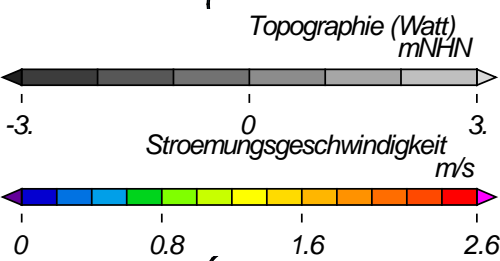 Topographie (Watt)
mNHN
-3. 0 3.
Stroemungsgeschwindigkeit
m/s
0 0.8 1.6 2.6